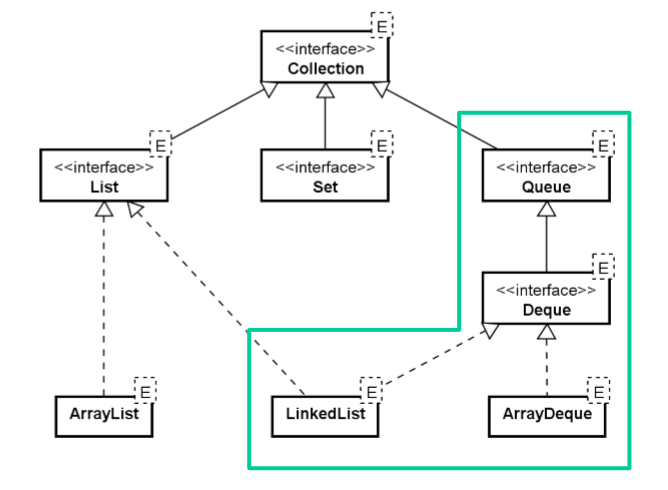 E
<<interface>>
Collection
E
<<interface>>
List
E
<<interface>>
Set
E
<<interface>>
Queue
E
<<interface>>
Deque
E
ArrayList
E
LinkedList
E
ArrayDeque